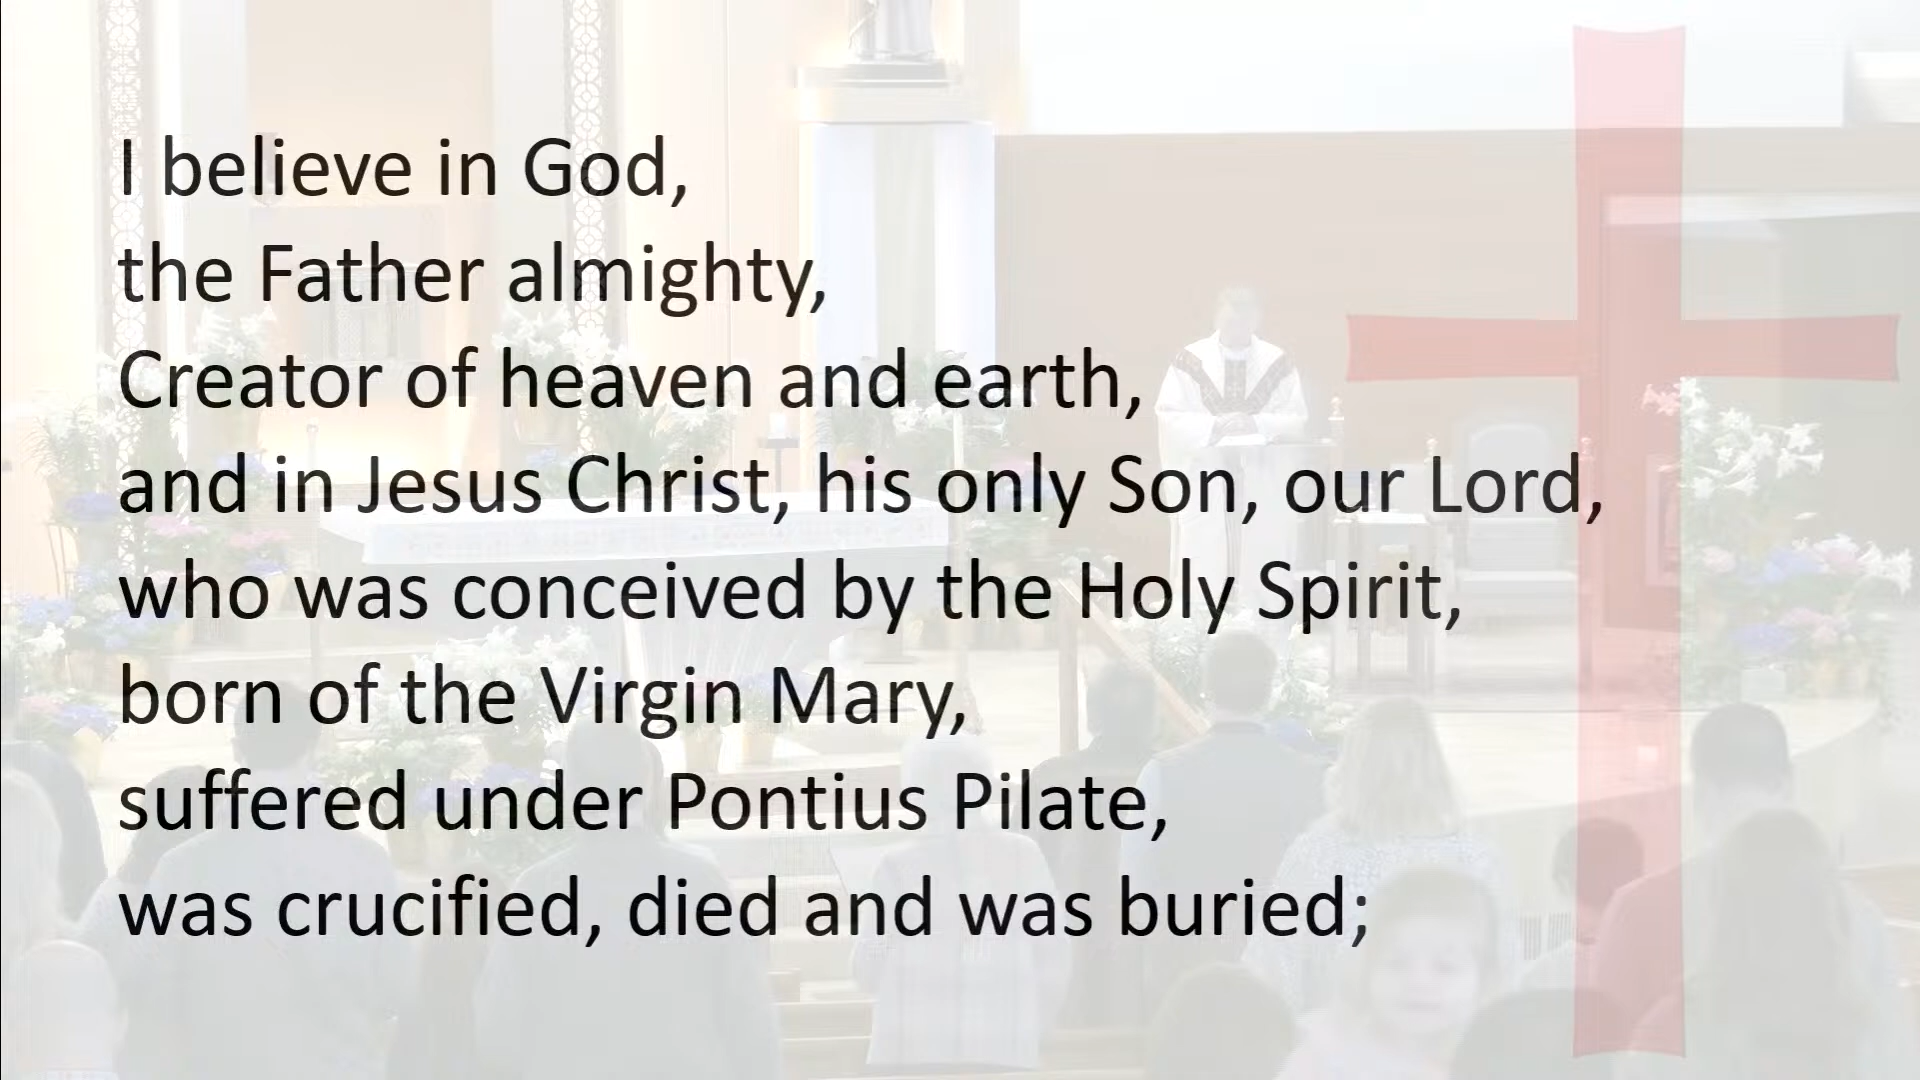 I believe in God,
the Father almighty,
Creator of heaven and earth,
and in Jesus Christ, his only Son, our Lord,
who was conceived by the Holy Spirit,
born of the Virgin Mary,
suffered under Pontius Pilate,
was crucified, died and was buried;